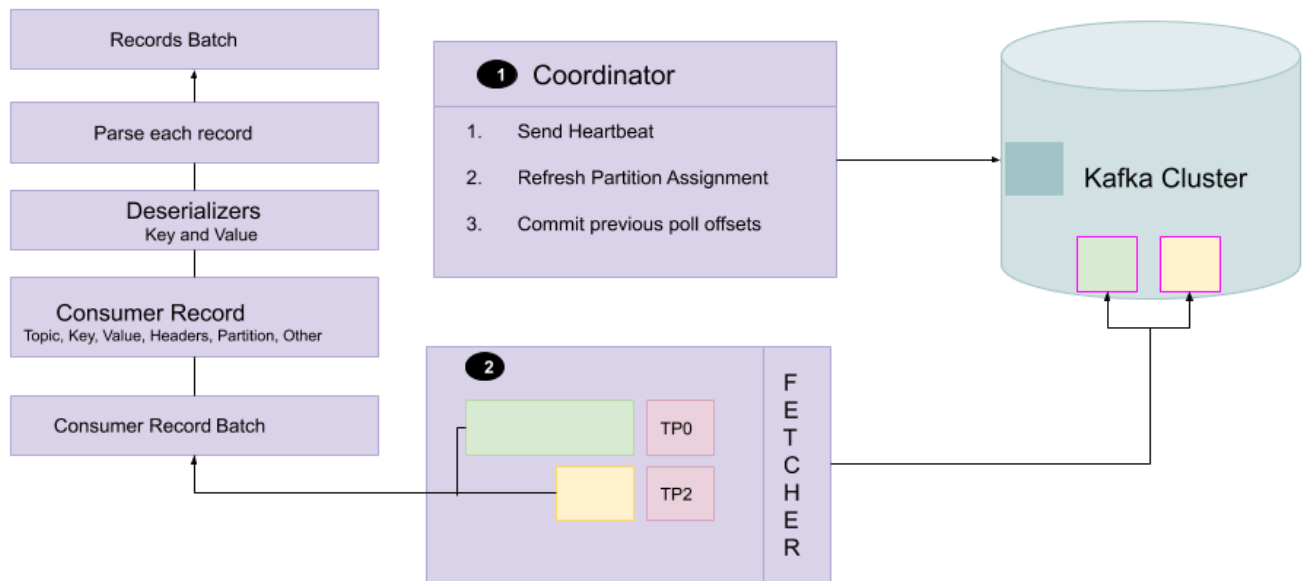 Records Batch
Parse each record
Deserializers
Key and Value
Consumer Record
Topic, Key, Value, Headers, Partition, Other
Consumer Record Batch
1 Coordinator
1. Send Heartbeat
2. Refresh Partition Assignment
3. Commit previous poll offsets
Kafka Cluster
2
TP0
TP2
F
E
T
C
H
E
R